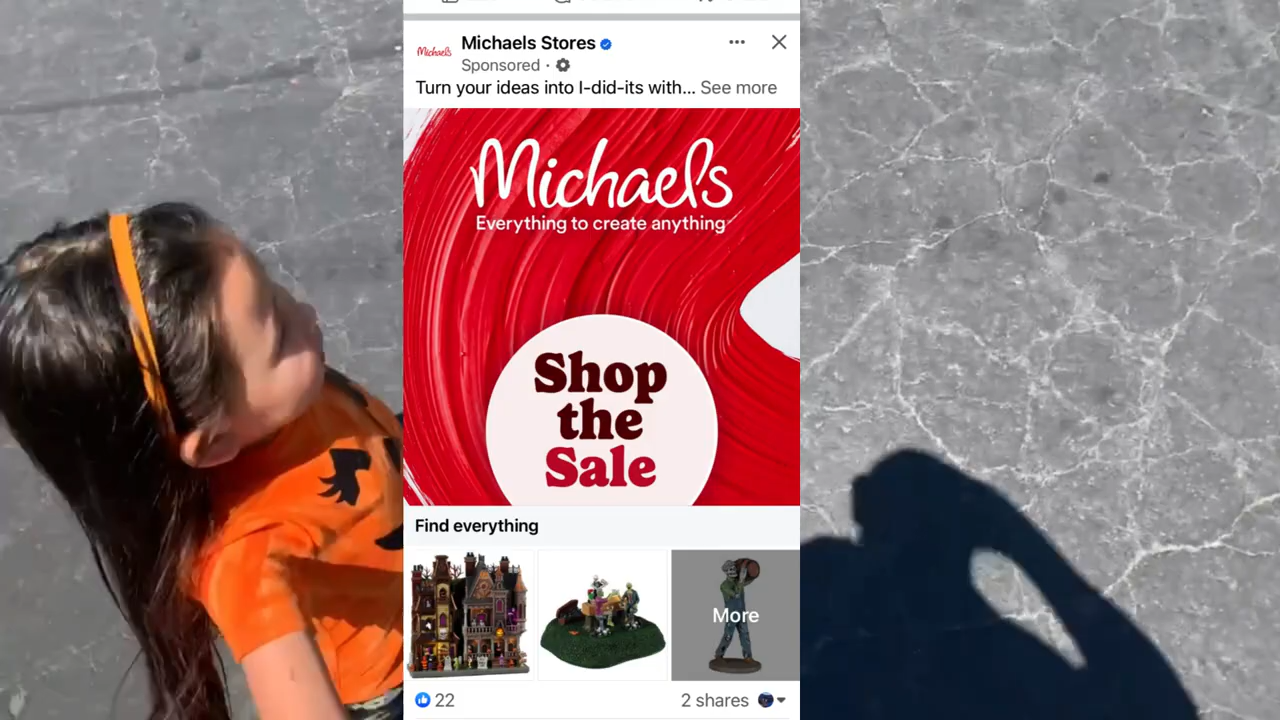 Michaels
Michaels Stores
Sponsored ·
Turn your ideas into I-did-its with... See more
Michaels
Everything to create anything
Shop
the
Sale
Find everything
More
22
2 shares